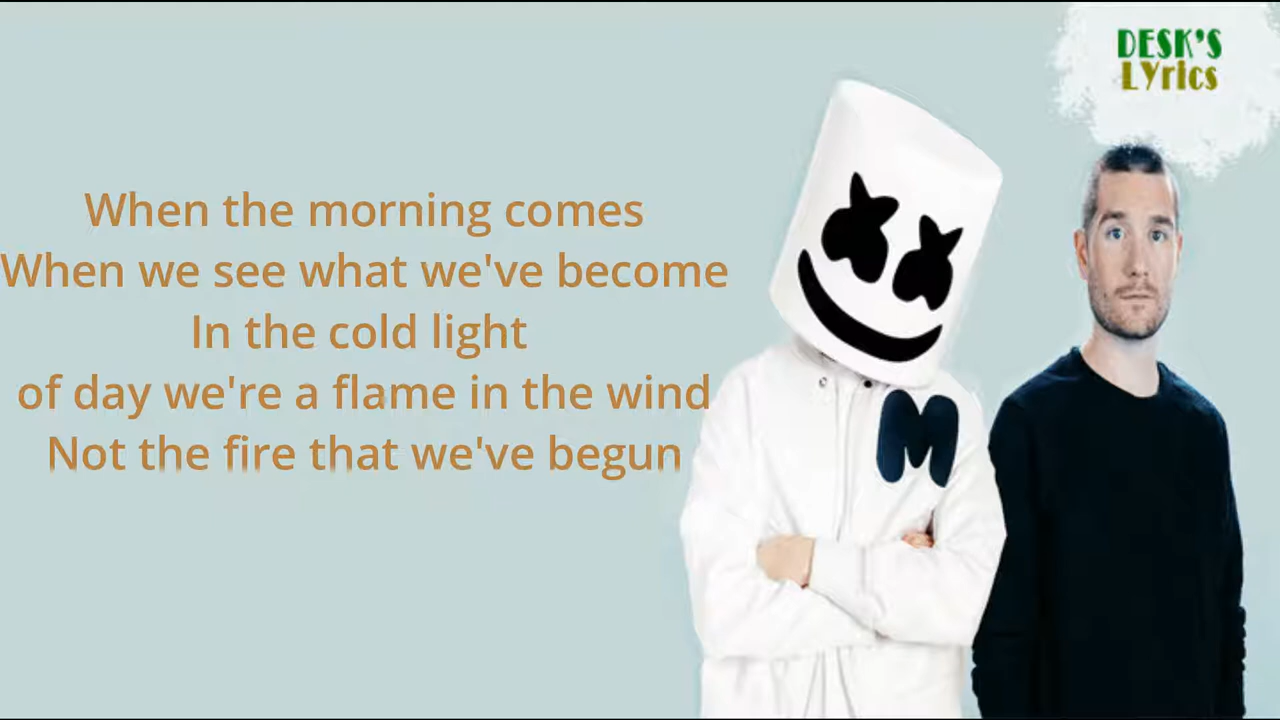 DESK'S
LYrics
When the morning comes
When we see what we've become
In the cold light
of day we're a flame in the wind
Not the fire that we've begun
M